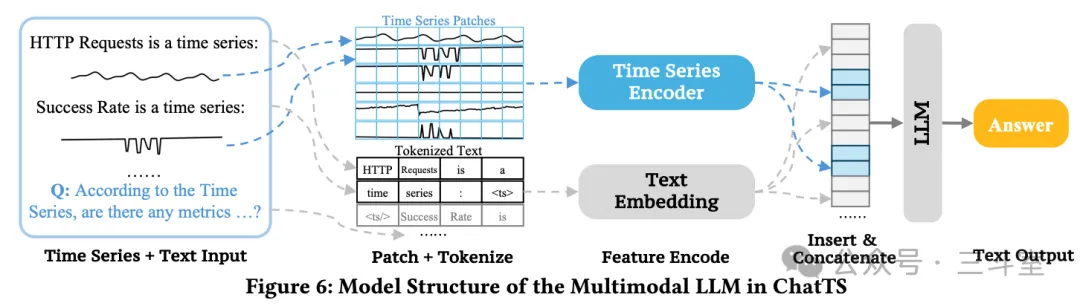 HTTP Requests is a time series:
Success Rate is a time series:
......
Q: According to the Time
Series, are there any metrics …?
Time Series + Text Input
Time Series Patches
Tokenized Text
HTTP Requests is a
time series : <ts>
<ts/> Success Rate is
......
Patch + Tokenize
Time Series
Encoder
Text
Embedding
Feature Encode
......
Insert &
Concatenate
LLM
Answer
Text Output
公众号 · 三斗室
Figure 6: Model Structure of the Multimodal LLM in ChatTS